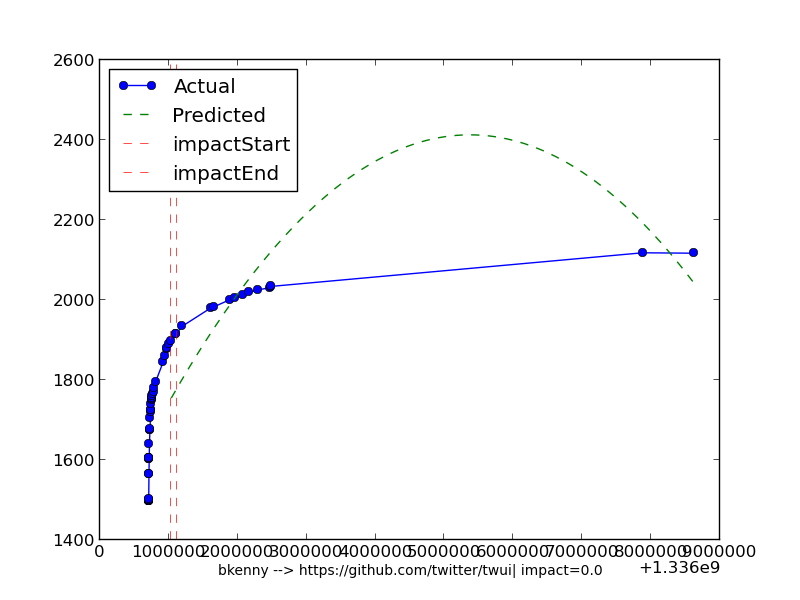 2600
2400
2200
2000
1800
1600
1400
Actual
Predicted
impactStart
impactEnd
0 1000000 2000000 3000000 4000000 5000000 6000000 7000000 8000000 9000000
+1.336e9
bkenny --> https://github.com/twitter/twui| impact=0.0